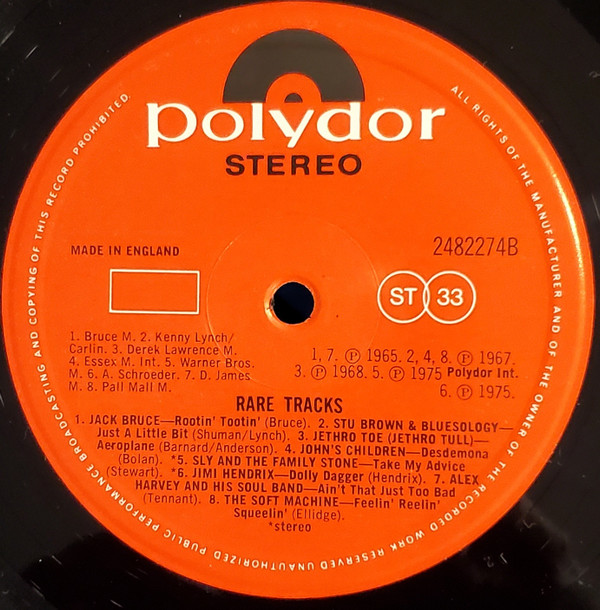 polydor
STEREO
MADE IN ENGLAND
2482274B
ST 33
1. Bruce M. 2. Kenny Lynch/
Carlin. 3. Derek Lawrence M.
4. Essex M. Int. 5. Warner Bros.
M. 6. A. Schroeder. 7. D. James
M. 8. Pall Mall M.
1, 7. Ⓟ 1965. 2, 4, 8. Ⓟ 1967.
3. Ⓟ 1968. 5. Ⓟ 1975 Polydor Int.
6. Ⓟ 1975.
RARE TRACKS
1. JACK BRUCE—Rootin' Tootin' (Bruce). 2. STU BROWN & BLUESOLOGY—
Just A Little Bit (Shuman/Lynch). 3. JETHRO TOE (JETHRO TULL)—
Aeroplane (Barnard/Anderson). 4. JOHN'S CHILDREN—Desdemona
(Bolan). *5. SLY AND THE FAMILY STONE—Take My Advice
(Stewart). *6. JIMI HENDRIX—Dolly Dagger (Hendrix). 7. ALEX
HARVEY AND HIS SOUL BAND—Ain't That Just Too Bad
(Tennant). 8. THE SOFT MACHINE—Feelin' Reelin'
Squeelin' (Ellidge).
*stereo
ALL RIGHTS OF THE MANUFACTURER AND OF THE OWNER OF THE RECORDED WORK RESERVED UNAUTHORIZED PUBLIC PERFORMANCE BROADCASTING AND COPYING OF THIS RECORD PROHIBITED.